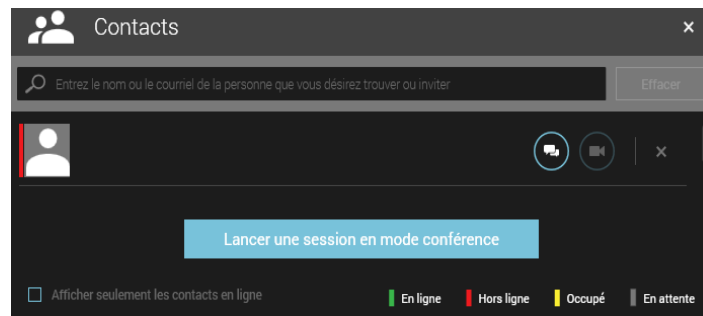 Contacts
Entrez le nom ou le courriel de la personne que vous désirez trouver ou inviter
Effacer
Lancer une session en mode conférence
Afficher seulement les contacts en ligne
En ligne
Hors ligne
Occupé
En attente